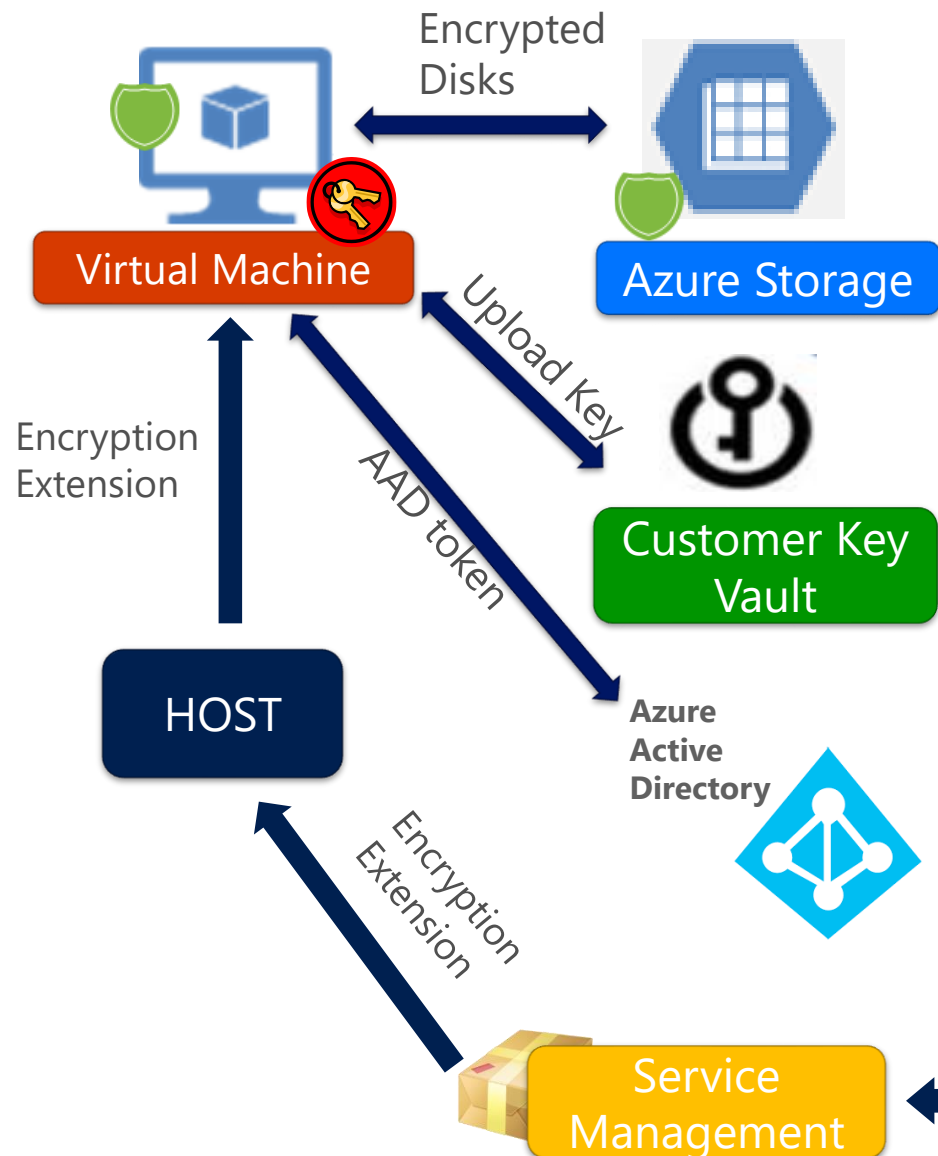 Encrypted
Disks
Virtual Machine
Azure Storage
Upload Key
Encryption
Extension
AAD token
Customer Key
Vault
HOST
Azure
Active
Directory
Encryption
Extension
Service
Management